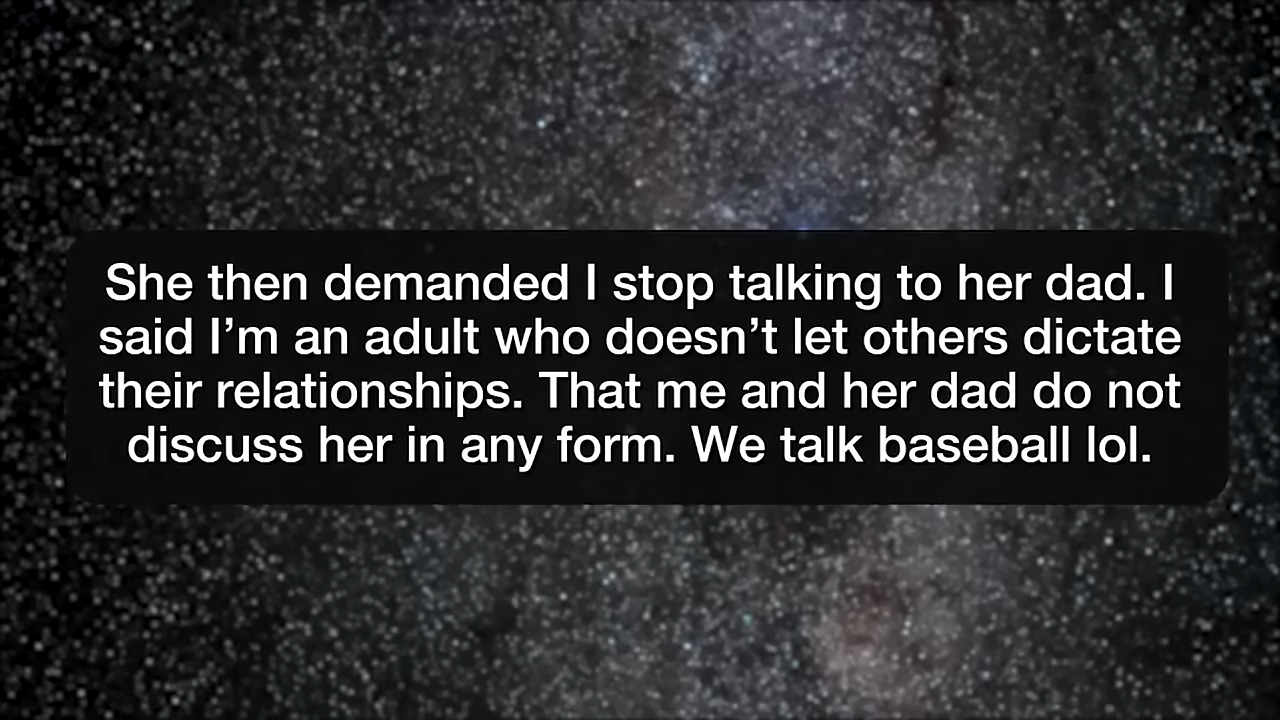 She then demanded I stop talking to her dad. I
said I’m an adult who doesn’t let others dictate
their relationships. That me and her dad do not
discuss her in any form. We talk baseball lol.